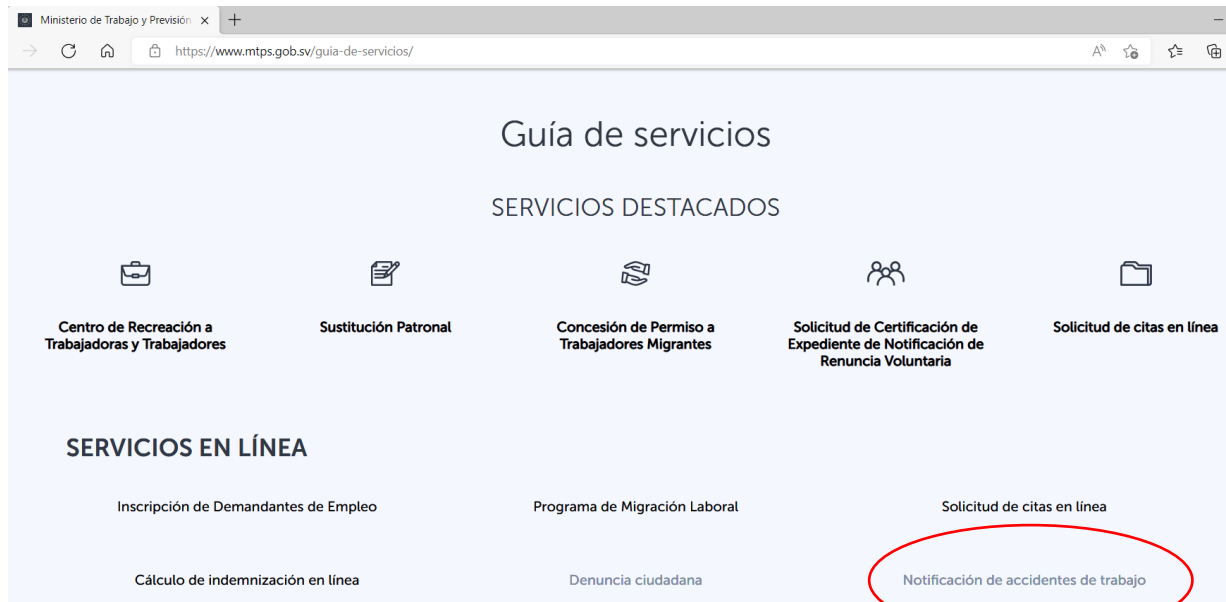 Ministerio de Trabajo y Previsión
https://www.mtps.gob.sv/guia-de-servicios/
Guía de servicios
SERVICIOS DESTACADOS
Centro de Recreación a
Trabajadoras y Trabajadores
Sustitución Patronal
Concesión de Permiso a
Trabajadores Migrantes
Solicitud de Certificación de
Expediente de Notificación de
Renuncia Voluntaria
Solicitud de citas en línea
SERVICIOS EN LÍNEA
Inscripción de Demandantes de Empleo
Programa de Migración Laboral
Solicitud de citas en línea
Cálculo de indemnización en línea
Denuncia ciudadana
Notificación de accidentes de trabajo